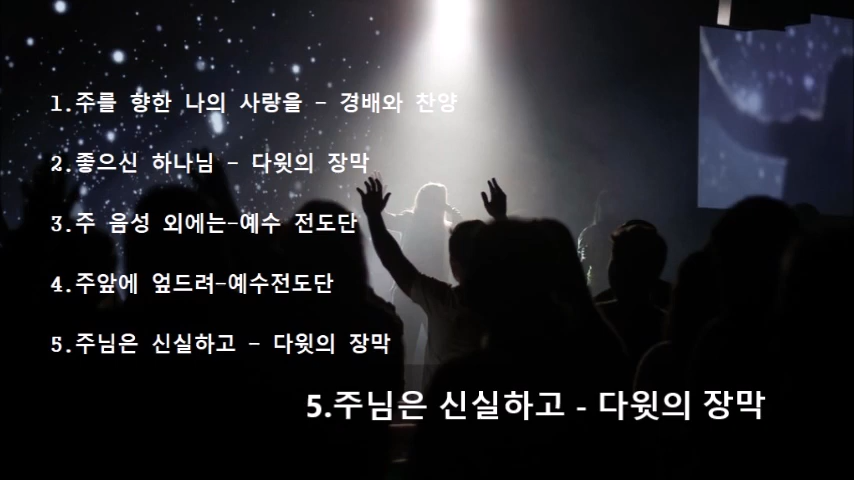 1.주를 향한 나의 사랑을 - 경배와 찬양
2.좋으신 하나님 - 다윗의 장막
3.주 음성 외에는-예수 전도단
4.주앞에 엎드려-예수전도단
5.주님은 신실하고 - 다윗의 장막
5.주님은 신실하고 - 다윗의 장막